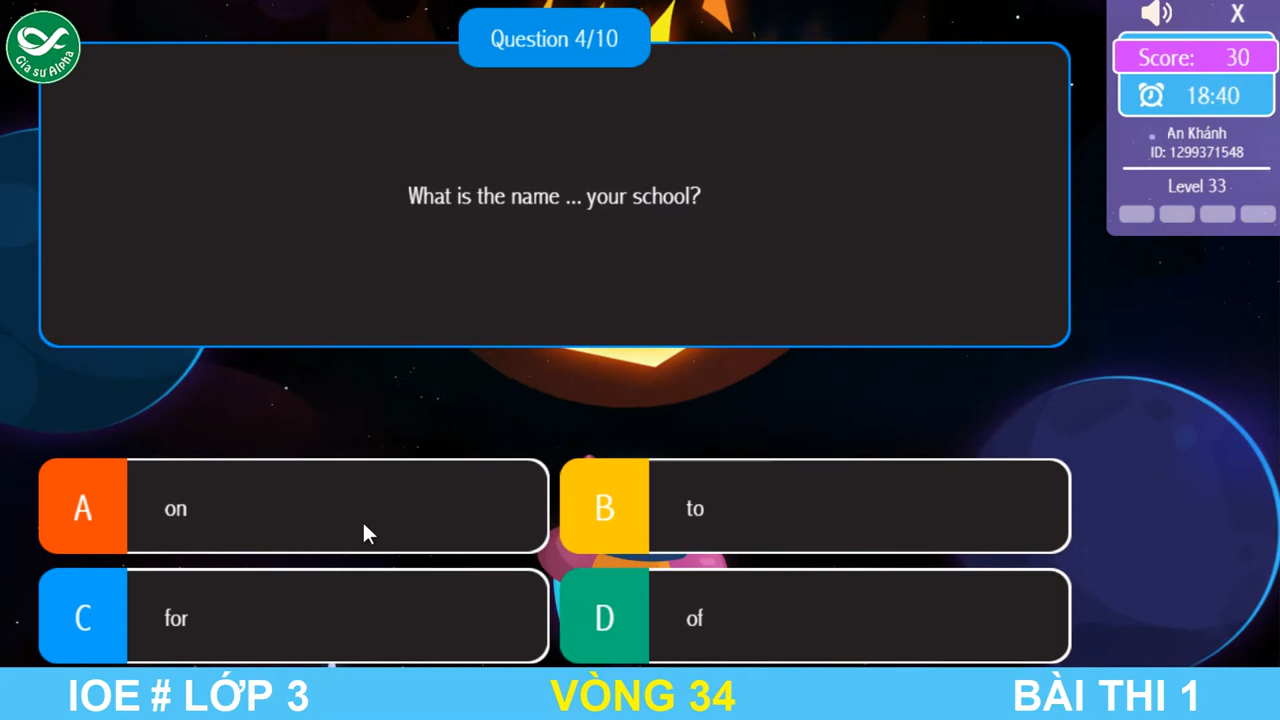 Gia sư Alpha
Question 4/10
X
Score: 30
18:40
An Khánh
ID: 1299371548
Level 33
What is the name ... your school?
A on
B to
C for
D of
IOE # LỚP 3 VÒNG 34 BÀI THI 1